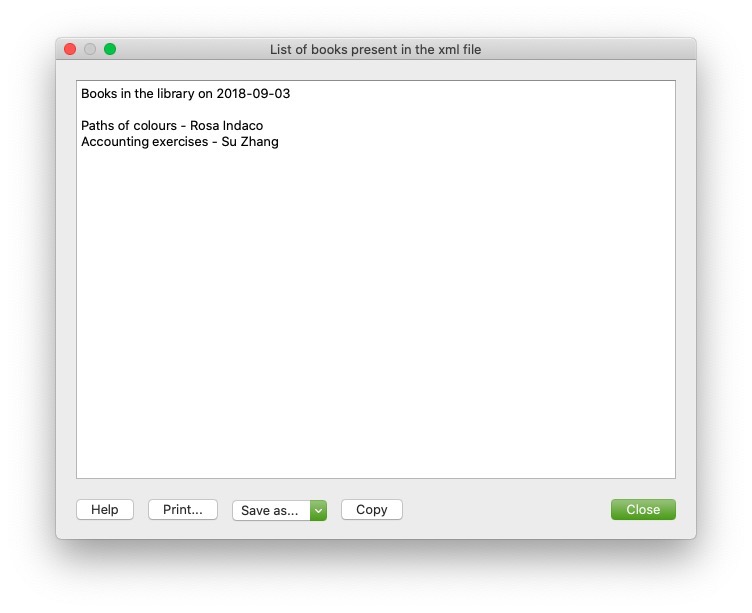 List of books present in the xml file
Books in the library on 2018-09-03
Paths of colours - Rosa Indaco
Accounting exercises - Su Zhang
Help
Print...
Save as...
Copy
Close